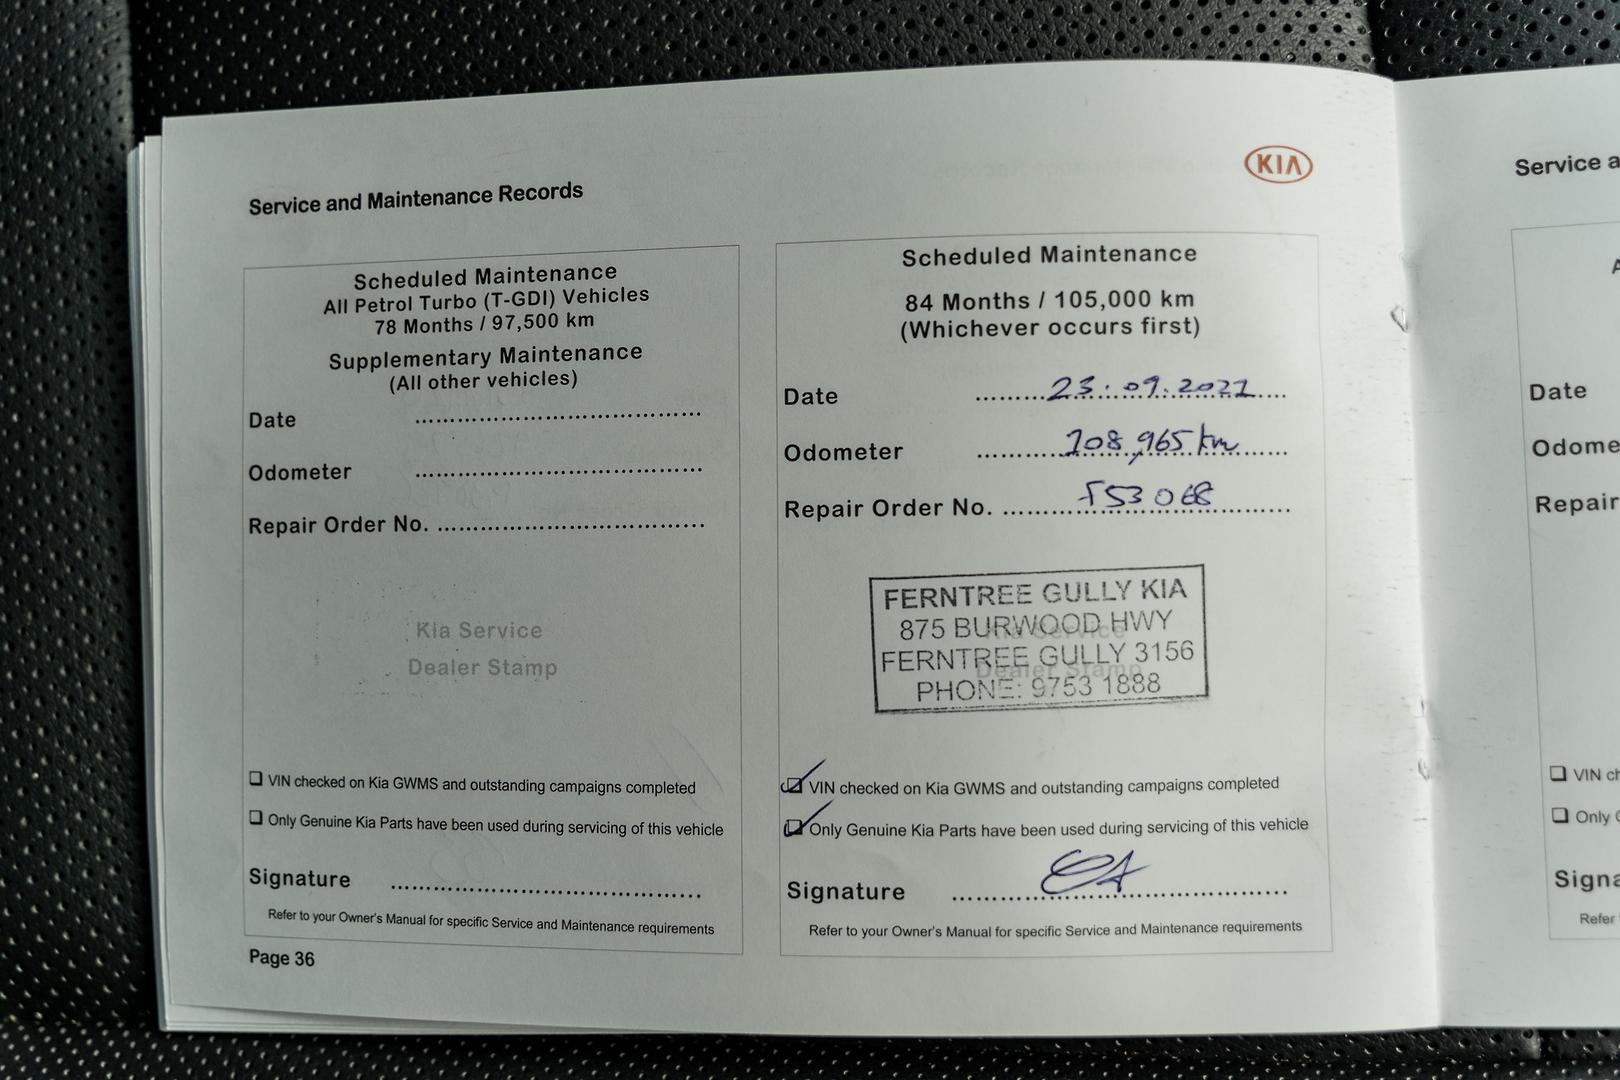 Service and Maintenance Records
KIA
Scheduled Maintenance
All Petrol Turbo (T-GDI) Vehicles
78 Months / 97,500 km
Supplementary Maintenance
(All other vehicles)
Date
Odometer
Repair Order No.
Kia Service
Dealer Stamp
VIN checked on Kia GWMS and outstanding campaigns completed
Only Genuine Kia Parts have been used during servicing of this vehicle
Signature
Refer to your Owner's Manual for specific Service and Maintenance requirements
Page 36
Scheduled Maintenance
84 Months / 105,000 km
(Whichever occurs first)
Date 23.09.2021
Odometer 108,965 km
Repair Order No.
FERNTREE GULLY KIA
875 BURWOOD HWY
FERNTREE GULLY 3156
PHONE: 9753 1888
Kia Service
Dealer Stamp
VIN checked on Kia GWMS and outstanding campaigns completed
Only Genuine Kia Parts have been used during servicing of this vehicle
Signature
Refer to your Owner's Manual for specific Service and Maintenance requirements
Service a
Date
Odome
Repair
VIN ch
Only
Signa
Refer